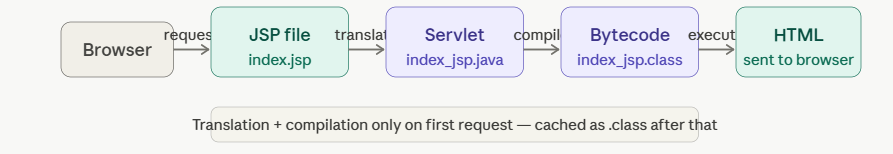 Browser
reques
JSP file
index.jsp
translat
Servlet
index_jsp.java
compil
Bytecode
index_jsp.class
execut
HTML
sent to browser
Translation + compilation only on first request — cached as .class after that